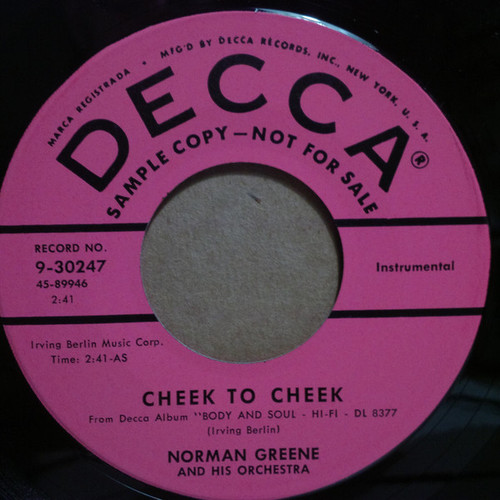 MARCA REGISTRADA • MFG'D BY DECCA RECORDS, INC., NEW YORK, U. S. A.
DECCA®
SAMPLE COPY—NOT FOR SALE
RECORD NO.
9-30247
45-89946
2:41
Instrumental
Irving Berlin Music Corp.
Time: 2:41-AS
CHEEK TO CHEEK
From Decca Album "BODY AND SOUL - HI-FI - DL 8377
(Irving Berlin)
NORMAN GREENE
AND HIS ORCHESTRA